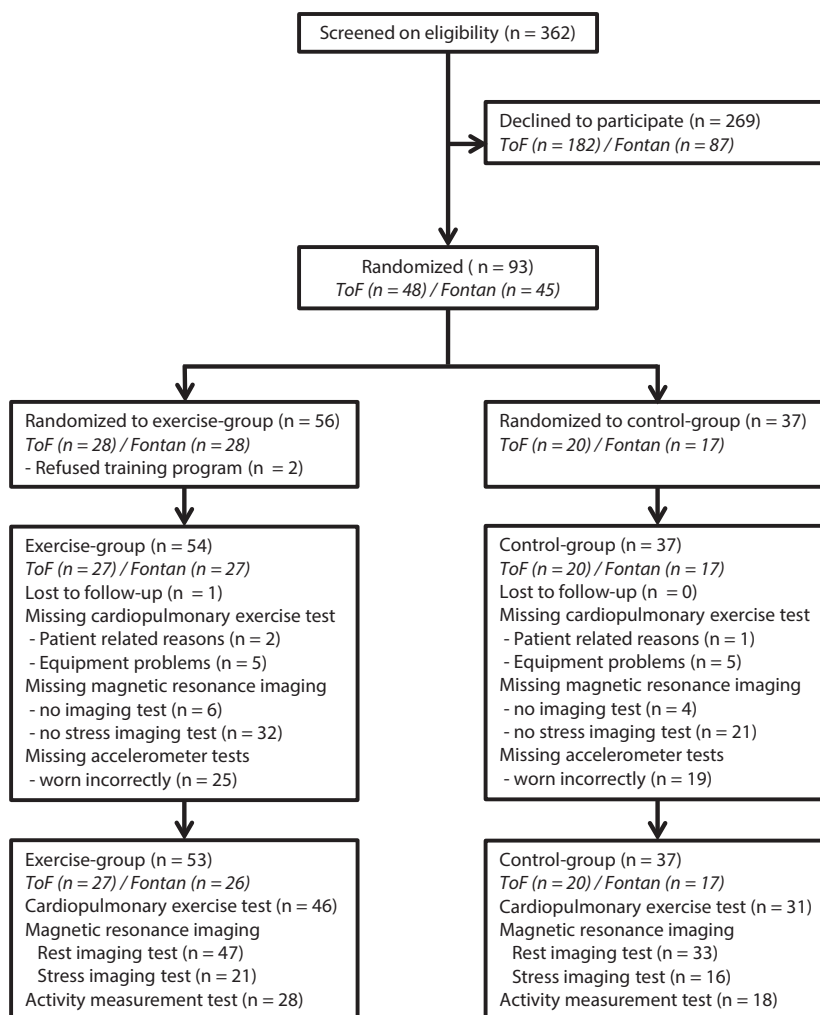 Screened on eligibility (n = 362)
Declined to participate (n = 269)
ToF (n = 182) / Fontan (n = 87)
Randomized ( n = 93)
ToF (n = 48) / Fontan (n = 45)
Randomized to exercise-group (n = 56)
ToF (n = 28) / Fontan (n = 28)
- Refused training program (n = 2)
Randomized to control-group (n = 37)
ToF (n = 20) / Fontan (n = 17)
Exercise-group (n = 54)
ToF (n = 27) / Fontan (n = 27)
Lost to follow-up (n = 1)
Missing cardiopulmonary exercise test
- Patient related reasons (n = 2)
- Equipment problems (n = 5)
Missing magnetic resonance imaging
- no imaging test (n = 6)
- no stress imaging test (n = 32)
Missing accelerometer tests
- worn incorrectly (n = 25)
Control-group (n = 37)
ToF (n = 20) / Fontan (n = 17)
Lost to follow-up (n = 0)
Missing cardiopulmonary exercise test
- Patient related reasons (n = 1)
- Equipment problems (n = 5)
Missing magnetic resonance imaging
- no imaging test (n = 4)
- no stress imaging test (n = 21)
Missing accelerometer tests
- worn incorrectly (n = 19)
Exercise-group (n = 53)
ToF (n = 27) / Fontan (n = 26)
Cardiopulmonary exercise test (n = 46)
Magnetic resonance imaging
Rest imaging test (n = 47)
Stress imaging test (n = 21)
Activity measurement test (n = 28)
Control-group (n = 37)
ToF (n = 20) / Fontan (n = 17)
Cardiopulmonary exercise test (n = 31)
Magnetic resonance imaging
Rest imaging test (n = 33)
Stress imaging test (n = 16)
Activity measurement test (n = 18)